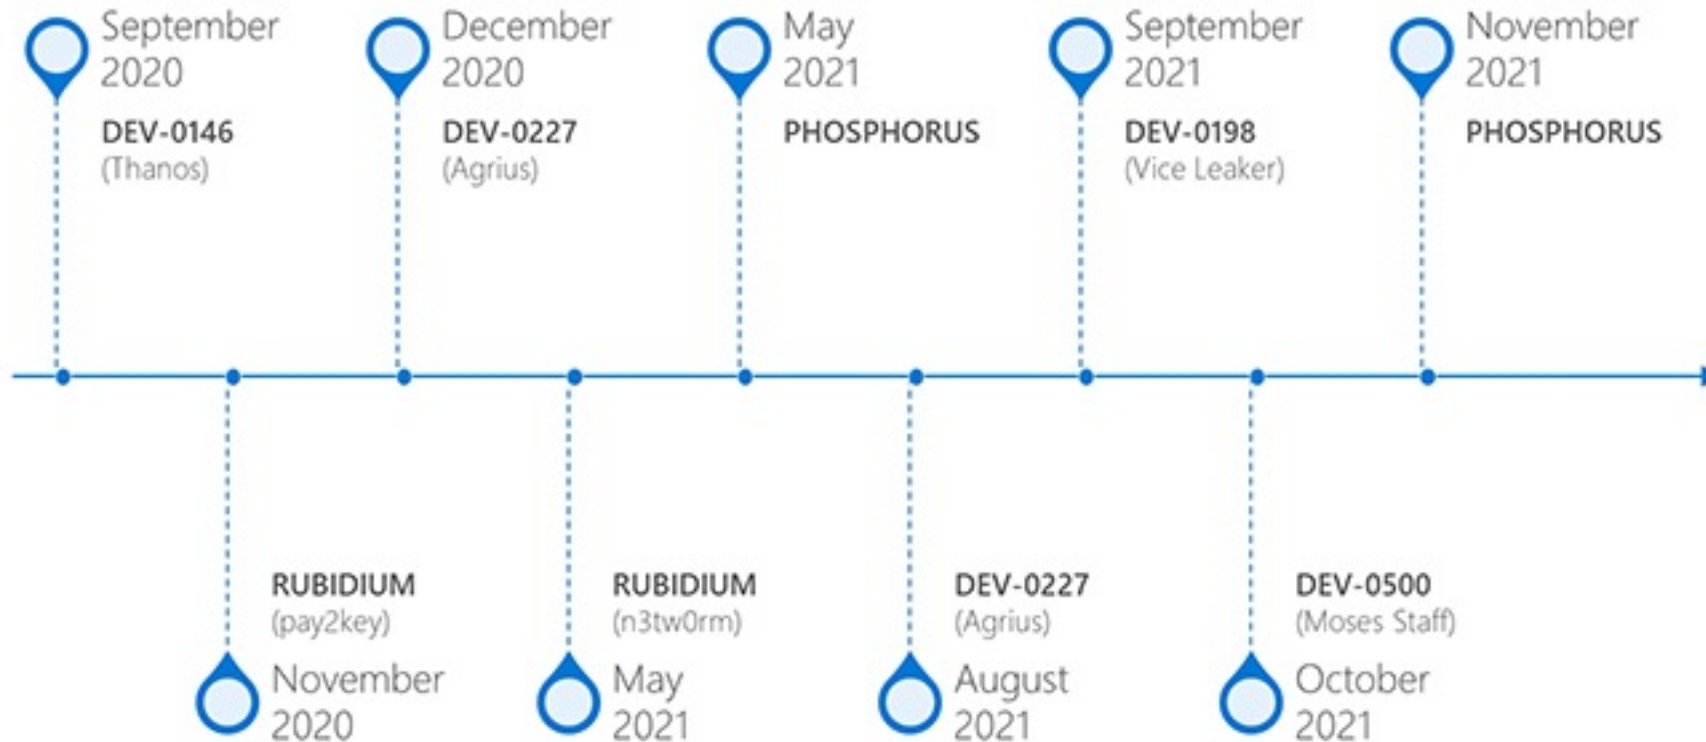 September
2020
DEV-0146
(Thanos)
December
2020
DEV-0227
(Agrius)
May
2021
PHOSPHORUS
September
2021
DEV-0198
(Vice Leaker)
November
2021
PHOSPHORUS
RUBIDIUM
(pay2key)
November
2020
RUBIDIUM
(n3tw0rm)
May
2021
DEV-0227
(Agrius)
August
2021
DEV-0500
(Moses Staff)
October
2021